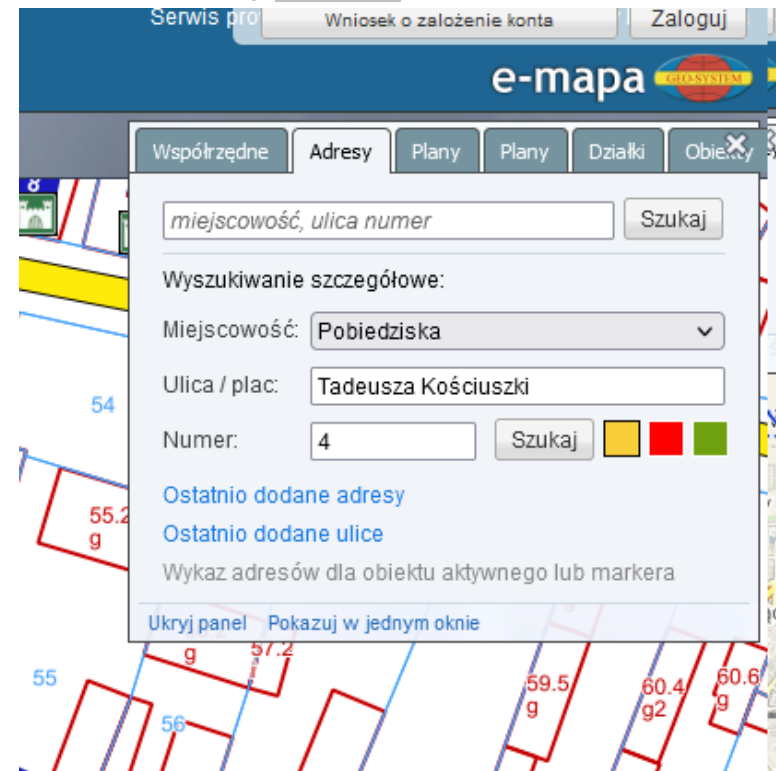 Serwis pro
Wniosek o założenie konta
Zaloguj
e-mapa GEO-SYSTEM
Współrzędne Adresy Plany Plany Działki Obiekty
8
miejscowość, ulica numer Szukaj
Wyszukiwanie szczegółowe:
Miejscowość: Pobiedziska
Ulica / plac: Tadeusza Kościuszki
54
Numer: 4 Szukaj
Ostatnio dodane adresy
55.2
g
Ostatnio dodane ulice
Wykaz adresów dla obiektu aktywnego lub markera
Ukryj panel Pokazuj w jednym oknie
g 57.2
55
59.5
g
60.4
g2
60.6
g
56